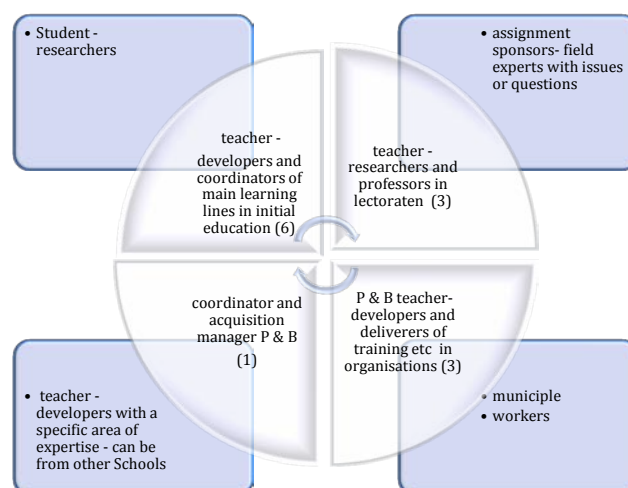 • Student -
researchers
• assignment
sponsors- field
experts with issues
or questions
teacher -
developers and
coordinators of
main learning
lines in initial
education (6)
teacher -
researchers and
professors in
lectoraten (3)
coordinator and
acquisition
manager P & B
(1)
P & B teacher-
developers and
deliverers of
training etc in
organisations (3)
• teacher -
developers with a
specific area of
expertise - can be
from other Schools
• municiple
• workers